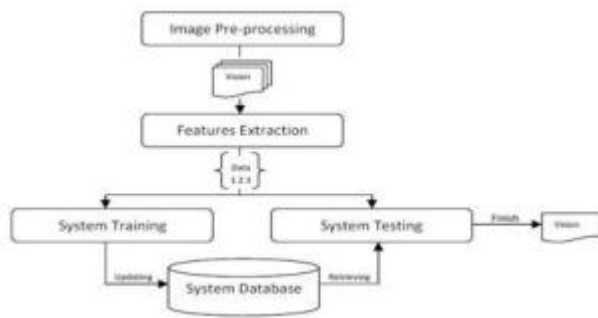 Image Pre-processing
Vision
Features Extraction
Data
1 2 3
System Training
System Testing
Finish
Vision
Updating
Retrieving
System Database